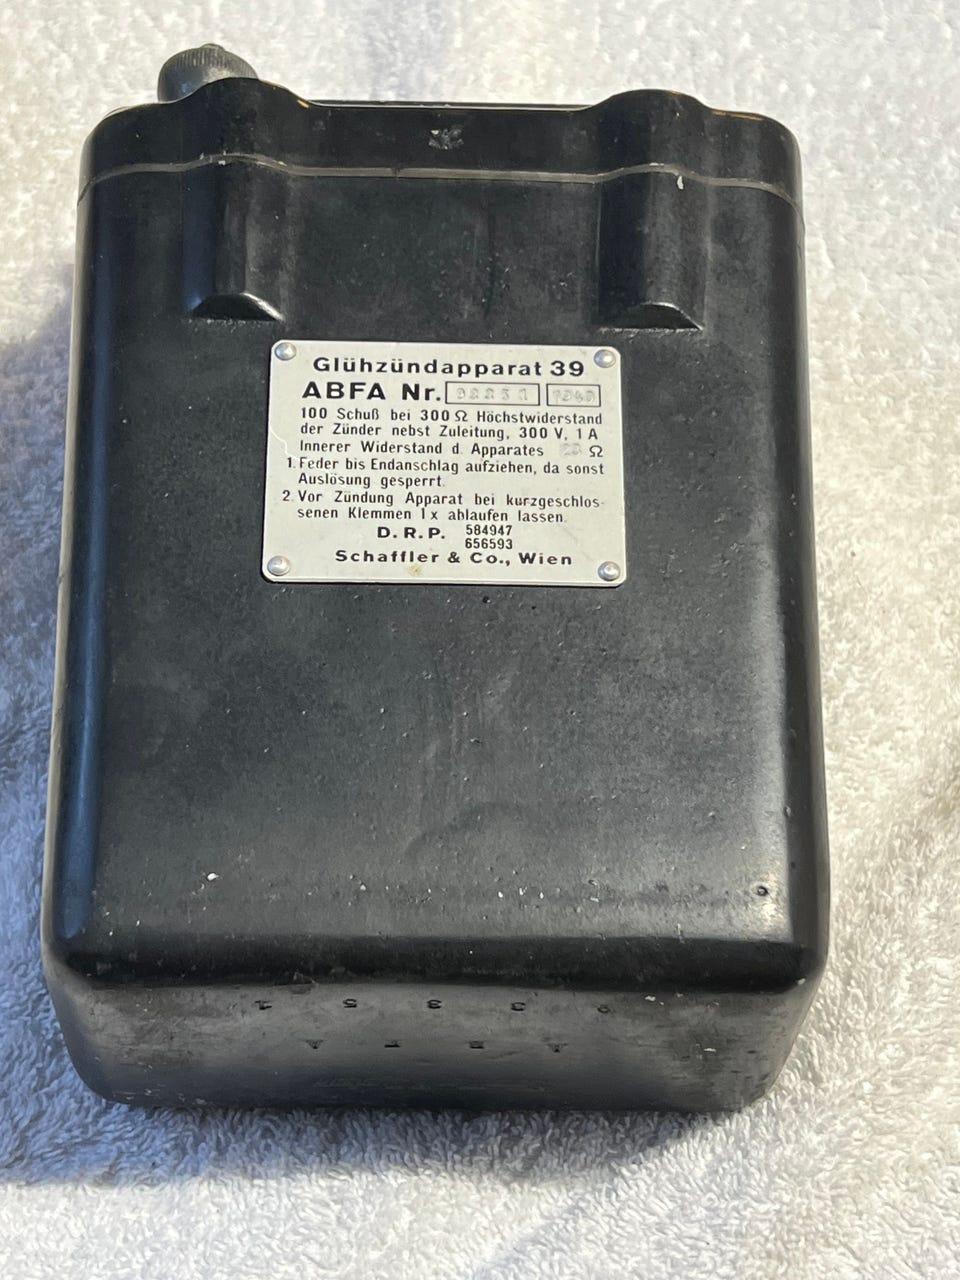 Glühzündapparat 39
ABFA Nr.
100 Schuß bei 300 Ω Höchstwiderstand
der Zünder nebst Zuleitung, 300 V, 1 A
Innerer Widerstand d. Apparates Ω
1. Feder bis Endanschlag aufziehen, da sonst
Auslösung gesperrt.
2. Vor Zündung Apparat bei kurzgeschlos-
senen Klemmen 1 x ablaufen lassen.
D. R. P. 584947
656593
Schaffler & Co., Wien